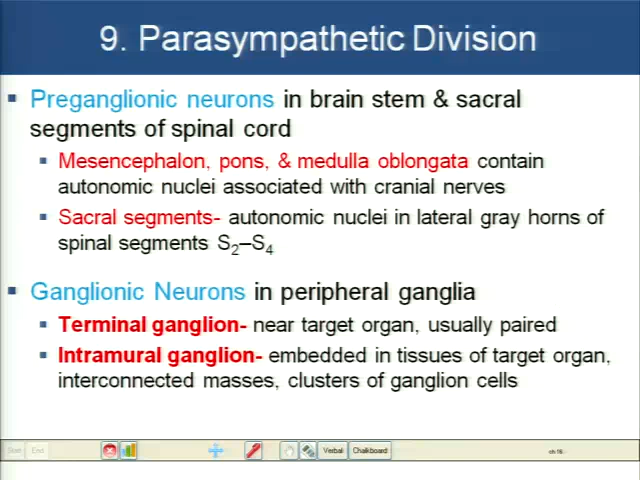 9. Parasympathetic Division
Preganglionic neurons in brain stem & sacral
segments of spinal cord
Mesencephalon, pons, & medulla oblongata contain
autonomic nuclei associated with cranial nerves
Sacral segments- autonomic nuclei in lateral gray horns of
spinal segments S2–S4
Ganglionic Neurons in peripheral ganglia
Terminal ganglion- near target organ, usually paired
Intramural ganglion- embedded in tissues of target organ,
interconnected masses, clusters of ganglion cells
Start End Verbal Chalkboard